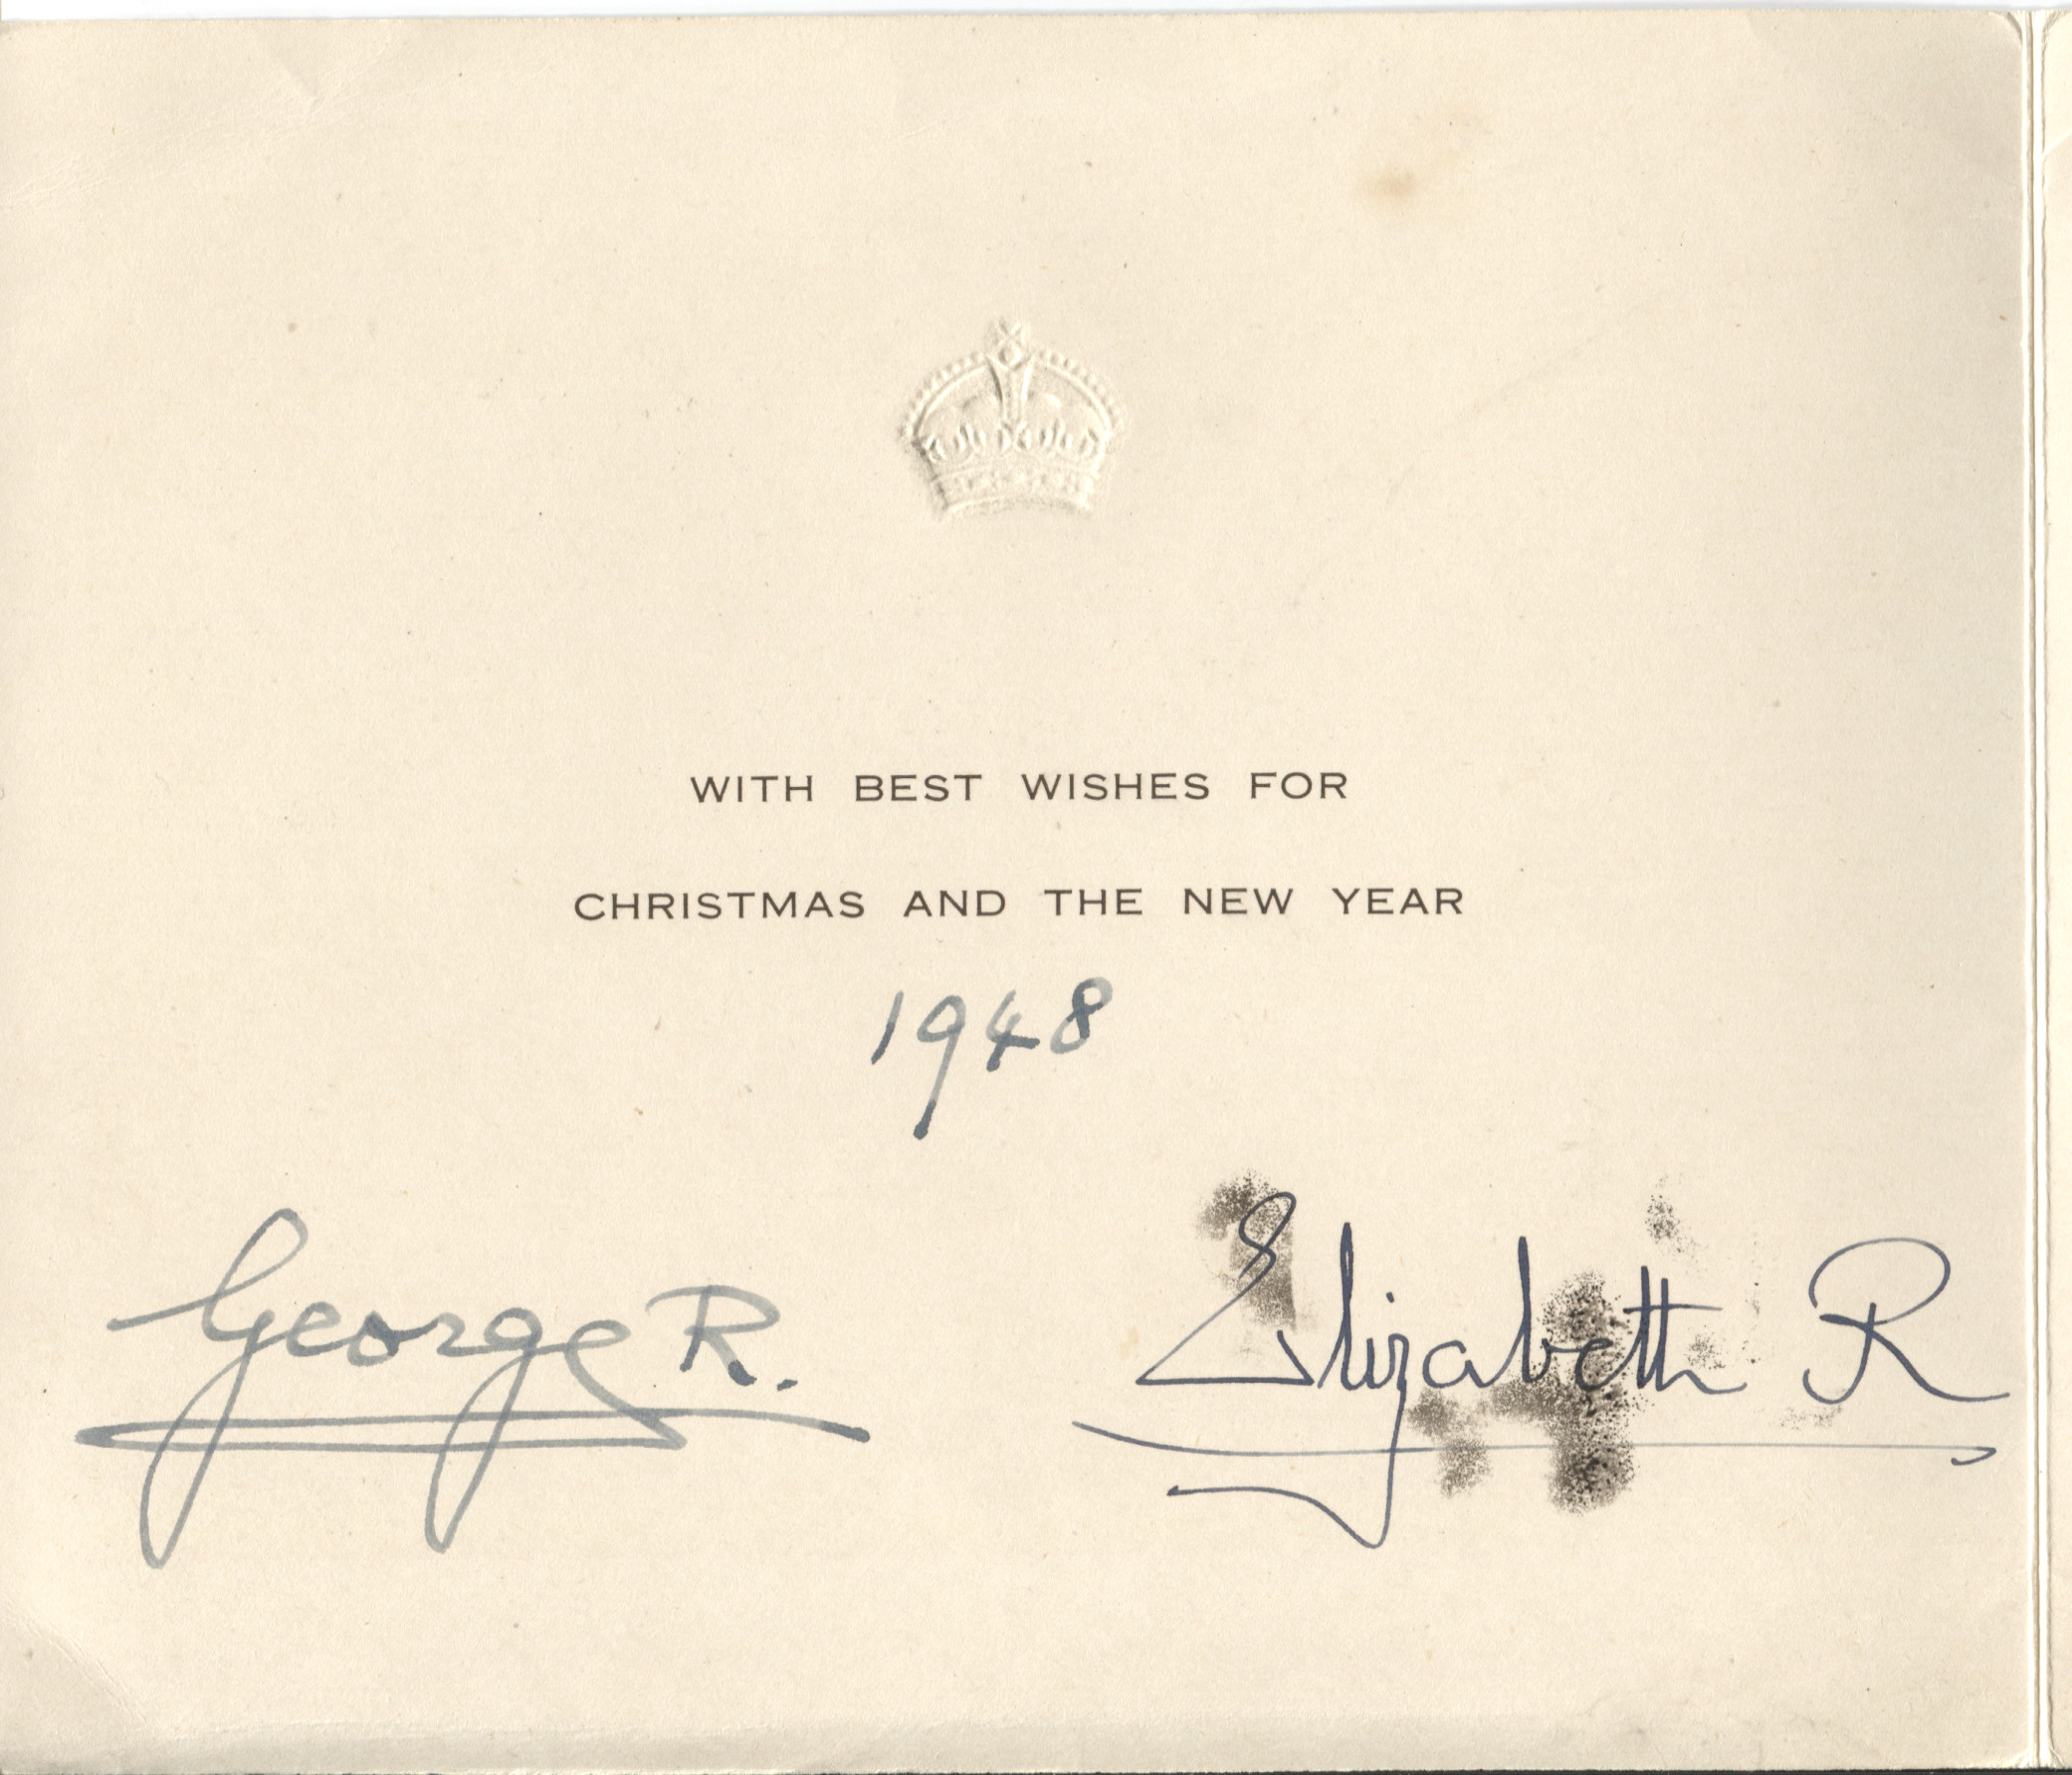 WITH BEST WISHES FOR
CHRISTMAS AND THE NEW YEAR
1948
George R. Elizabeth R